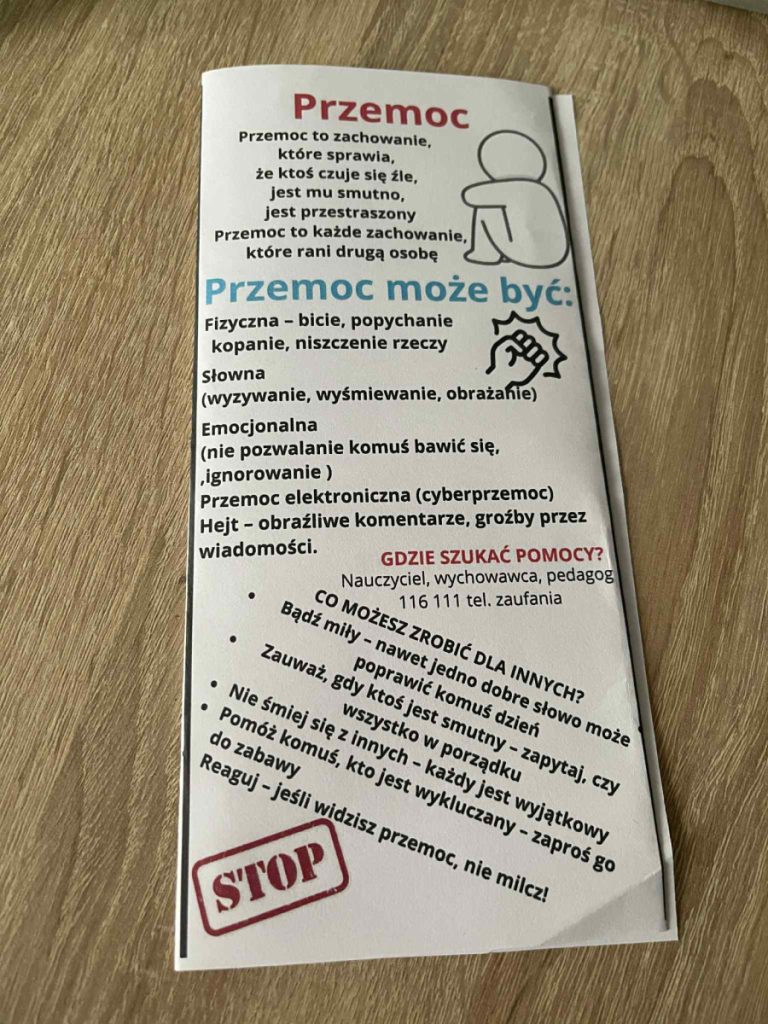 Przemoc
Przemoc to zachowanie,
które sprawia,
że ktoś czuje się źle,
jest mu smutno,
jest przestraszony
Przemoc to każde zachowanie,
które rani drugą osobę
Przemoc może być:
Fizyczna – bicie, popychanie
kopanie, niszczenie rzeczy
Słowna
(wyzywanie, wyśmiewanie, obrażanie)
Emocjonalna
(nie pozwalanie komuś bawić się,
,ignorowanie )
Przemoc elektroniczna (cyberprzemoc)
Hejt – obraźliwe komentarze, groźby przez
wiadomości.
GDZIE SZUKAĆ POMOCY?
Nauczyciel, wychowawca, pedagog
116 111 tel. zaufania
CO MOŻESZ ZROBIĆ DLA INNYCH?
• Bądź miły – nawet jedno dobre słowo może
poprawić komuś dzień
• Zauważ, gdy ktoś jest smutny – zapytaj, czy
wszystko w porządku
• Nie śmiej się z innych – każdy jest wyjątkowy
• Pomóż komuś, kto jest wykluczany – zaproś go
do zabawy
Reaguj – jeśli widzisz przemoc, nie milcz!
STOP